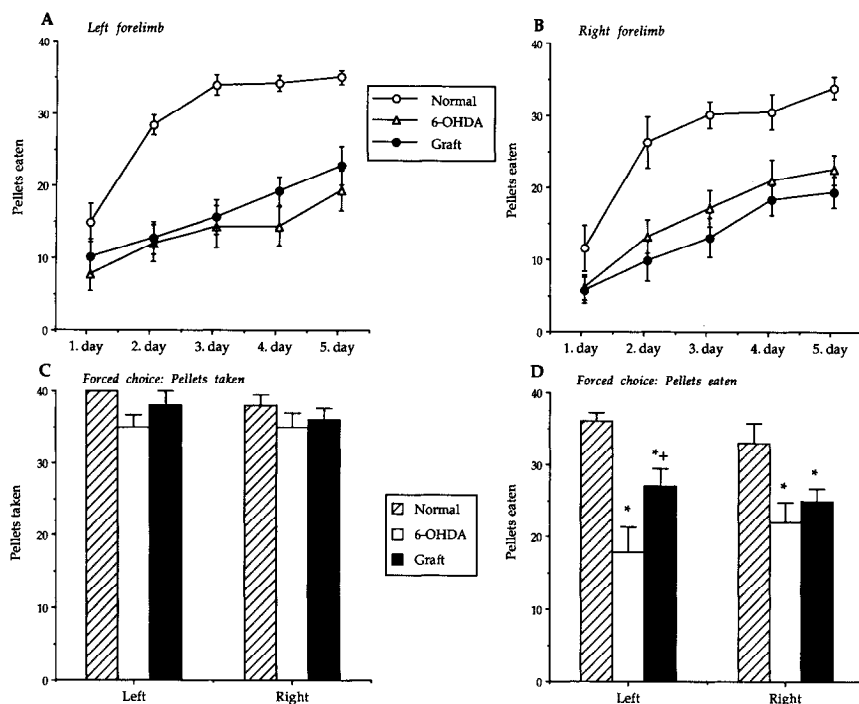 A
Left forelimb
Pellets eaten
40
30
20
10
0
1. day 2. day 3. day 4. day 5. day
Normal
6-OHDA
Graft
B
Right forelimb
Pellets eaten
40
30
20
10
0
1. day 2. day 3. day 4. day 5. day
C
Forced choice: Pellets taken
Pellets taken
40
30
20
10
0
Left Right
Normal
6-OHDA
Graft
D
Forced choice: Pellets eaten
Pellets eaten
40
30
20
10
0
*
*+
*
*
Left Right